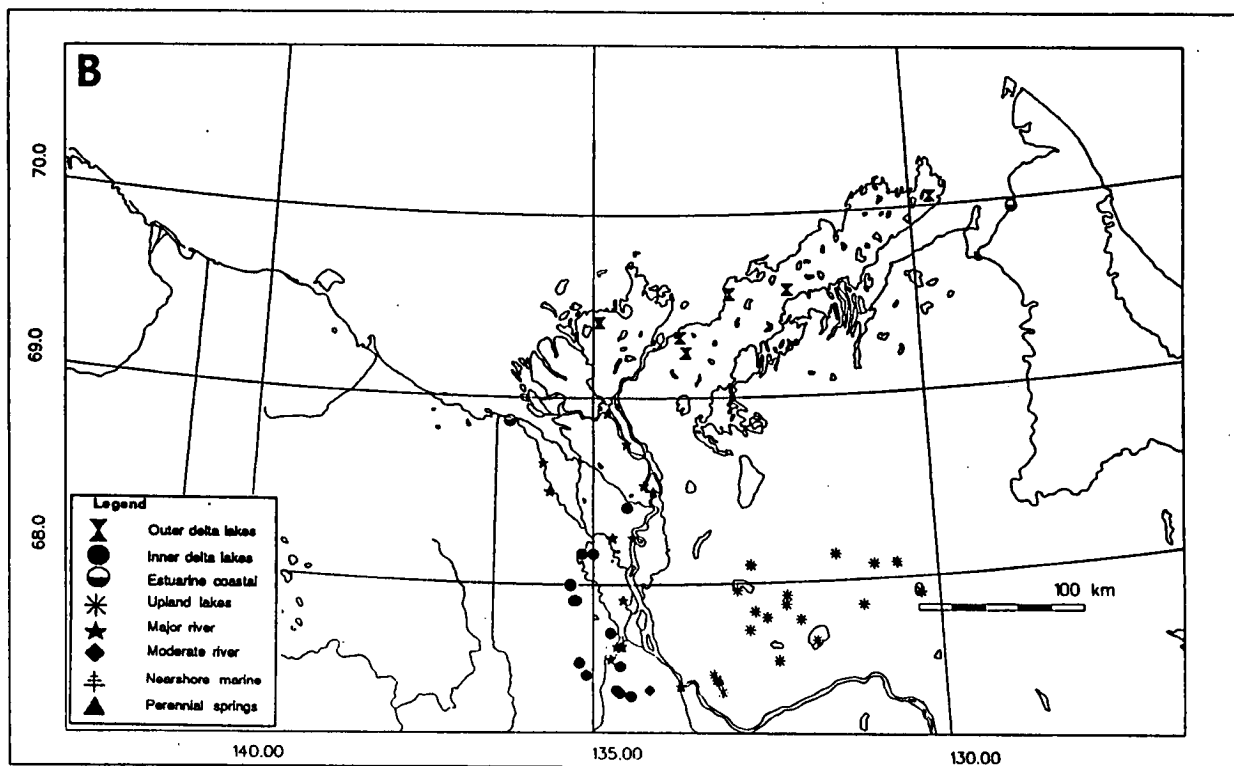 B
70.0
69.0
68.0
Legend
Outer delta lakes
Inner delta lakes
Estuarine coastal
Upland lakes
Major river
Moderate river
Nearshore marine
Perennial springs
0 100 km
140.00 135.00 130.00